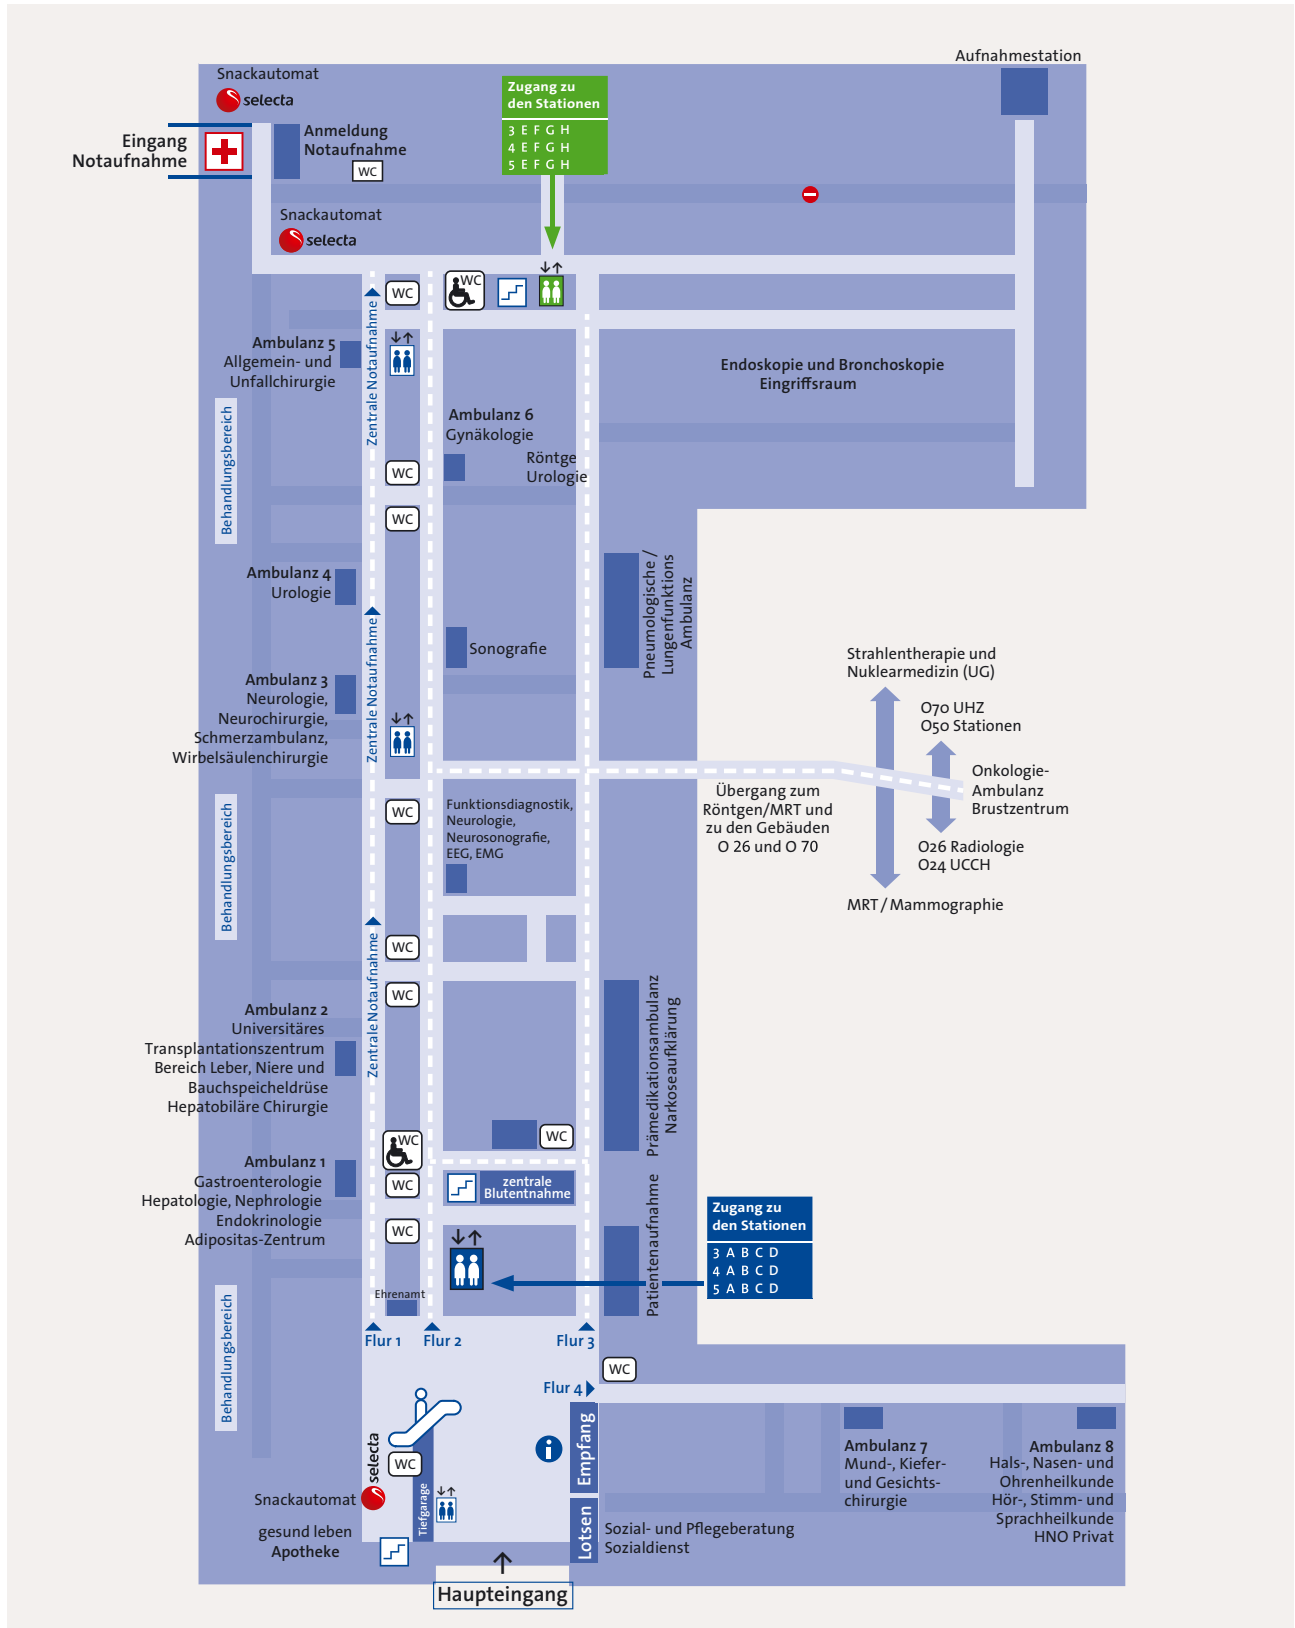 Aufnahmestation
Snackautomat
selecta
Zugang zu
den Stationen
3 E F G H
4 E F G H
5 E F G H
Eingang
Notaufnahme
Anmeldung
Notaufnahme
WC
Snackautomat
selecta
WC
WC
Zentrale Notaufnahme
Ambulanz 5
Allgemein- und
Unfallchirurgie
Endoskopie und Bronchoskopie
Eingriffsraum
Behandlungsbereich
Ambulanz 6
Gynäkologie
Röntge
Urologie
WC
WC
Ambulanz 4
Urologie
Pneumologische /
Lungenfunktions
Ambulanz
Zentrale Notaufnahme
Sonografie
Ambulanz 3
Neurologie,
Neurochirurgie,
Schmerzambulanz,
Wirbelsäulenchirurgie
Strahlentherapie und
Nuklearmedizin (UG)
O70 UHZ
O50 Stationen
Onkologie-
Ambulanz
Brustzentrum
Übergang zum
Röntgen/MRT und
zu den Gebäuden
O 26 und O 70
O26 Radiologie
O24 UCCH
MRT / Mammographie
Behandlungsbereich
WC
Funktionsdiagnostik,
Neurologie,
Neurosonografie,
EEG, EMG
WC
WC
Zentrale Notaufnahme
Ambulanz 2
Universitäres
Transplantationszentrum
Bereich Leber, Niere und
Bauchspeicheldrüse
Hepatobiläre Chirurgie
Prämedikationsambulanz
Narkoseaufklärung
WC
WC
Ambulanz 1
Gastroenterologie
Hepatologie, Nephrologie
Endokrinologie
Adipositas-Zentrum
WC
zentrale
Blutentnahme
WC
Patientenaufnahme
Zugang zu
den Stationen
3 A B C D
4 A B C D
5 A B C D
Ehrenamt
Behandlungsbereich
Flur 1
Flur 2
Flur 3
WC
Flur 4
Empfang
selecta
WC
Snackautomat
Tiefgarage
Ambulanz 7
Mund-, Kiefer-
und Gesichts-
chirurgie
Ambulanz 8
Hals-, Nasen- und
Ohrenheilkunde
Hör-, Stimm- und
Sprachheilkunde
HNO Privat
gesund leben
Apotheke
Lotsen
Sozial- und Pflegeberatung
Sozialdienst
Haupteingang